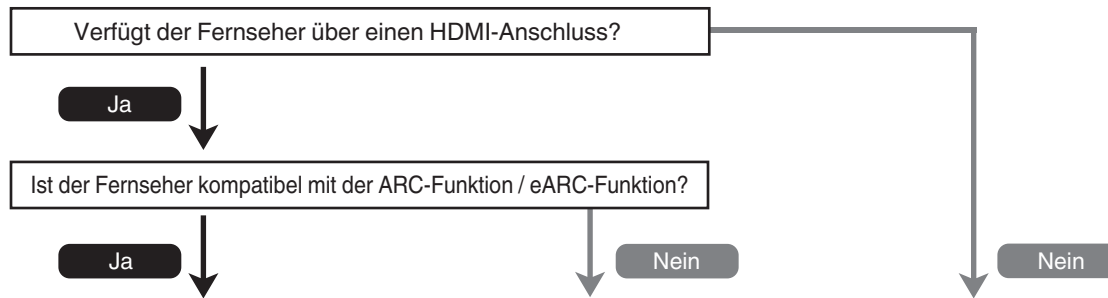 Verfügt der Fernseher über einen HDMI-Anschluss?
Ja
Ist der Fernseher kompatibel mit der ARC-Funktion / eARC-Funktion?
Ja
Nein
Nein